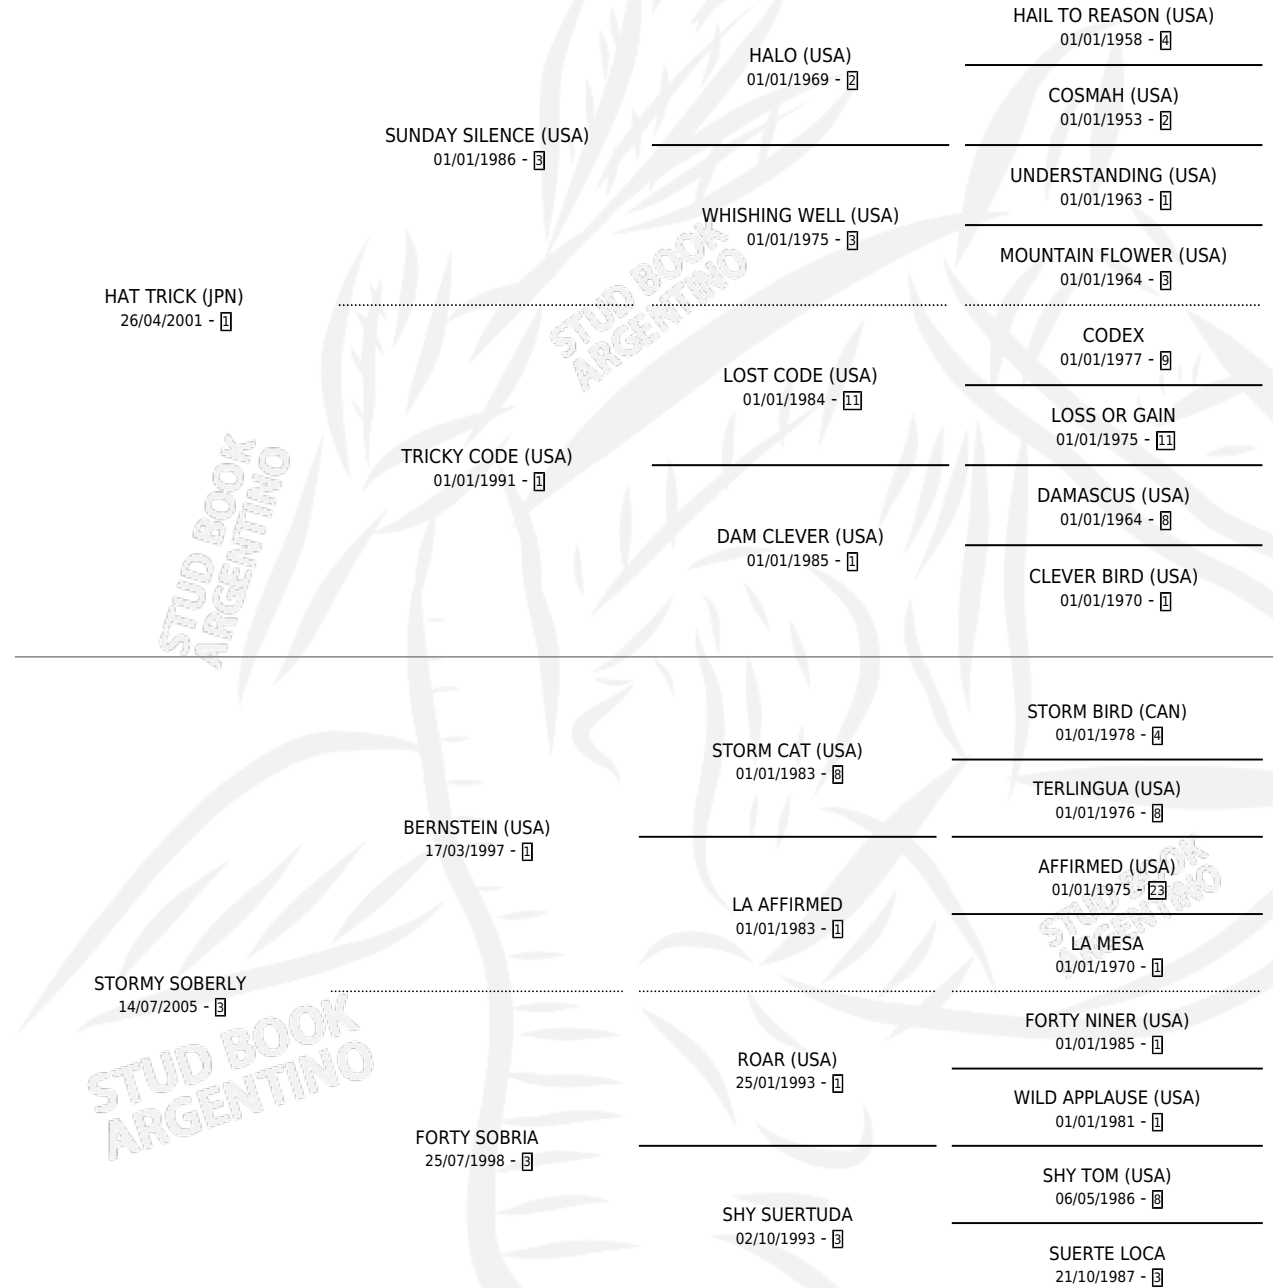 HAIL TO REASON (USA)
01/01/1958 - 4
HALO (USA)
01/01/1969 - 2
COSMAH (USA)
01/01/1953 - 2
SUNDAY SILENCE (USA)
01/01/1986 - 3
UNDERSTANDING (USA)
01/01/1963 - 1
WHISHING WELL (USA)
01/01/1975 - 3
MOUNTAIN FLOWER (USA)
01/01/1964 - 3
HAT TRICK (JPN)
26/04/2001 - 1
STUD BOOK
ARGENTINO
CODEX
01/01/1977 - 9
LOST CODE (USA)
01/01/1984 - 11
LOSS OR GAIN
01/01/1975 - 11
TRICKY CODE (USA)
01/01/1991 - 1
DAMASCUS (USA)
01/01/1964 - 8
DAM CLEVER (USA)
01/01/1985 - 1
CLEVER BIRD (USA)
01/01/1970 - 1
STUD BOOK
ARGENTINO
STORM BIRD (CAN)
01/01/1978 - 4
STORM CAT (USA)
01/01/1983 - 8
TERLINGUA (USA)
01/01/1976 - 8
BERNSTEIN (USA)
17/03/1997 - 1
AFFIRMED (USA)
01/01/1975 - 23
LA AFFIRMED
01/01/1983 - 1
STUD BOOK
ARGENTINO
LA MESA
01/01/1970 - 1
STORMY SOBERLY
14/07/2005 - 3
STUD BOOK
ARGENTINO
FORTY NINER (USA)
01/01/1985 - 1
ROAR (USA)
25/01/1993 - 1
WILD APPLAUSE (USA)
01/01/1981 - 1
FORTY SOBRIA
25/07/1998 - 3
SHY TOM (USA)
06/05/1986 - 8
SHY SUERTUDA
02/10/1993 - 3
SUERTE LOCA
21/10/1987 - 3